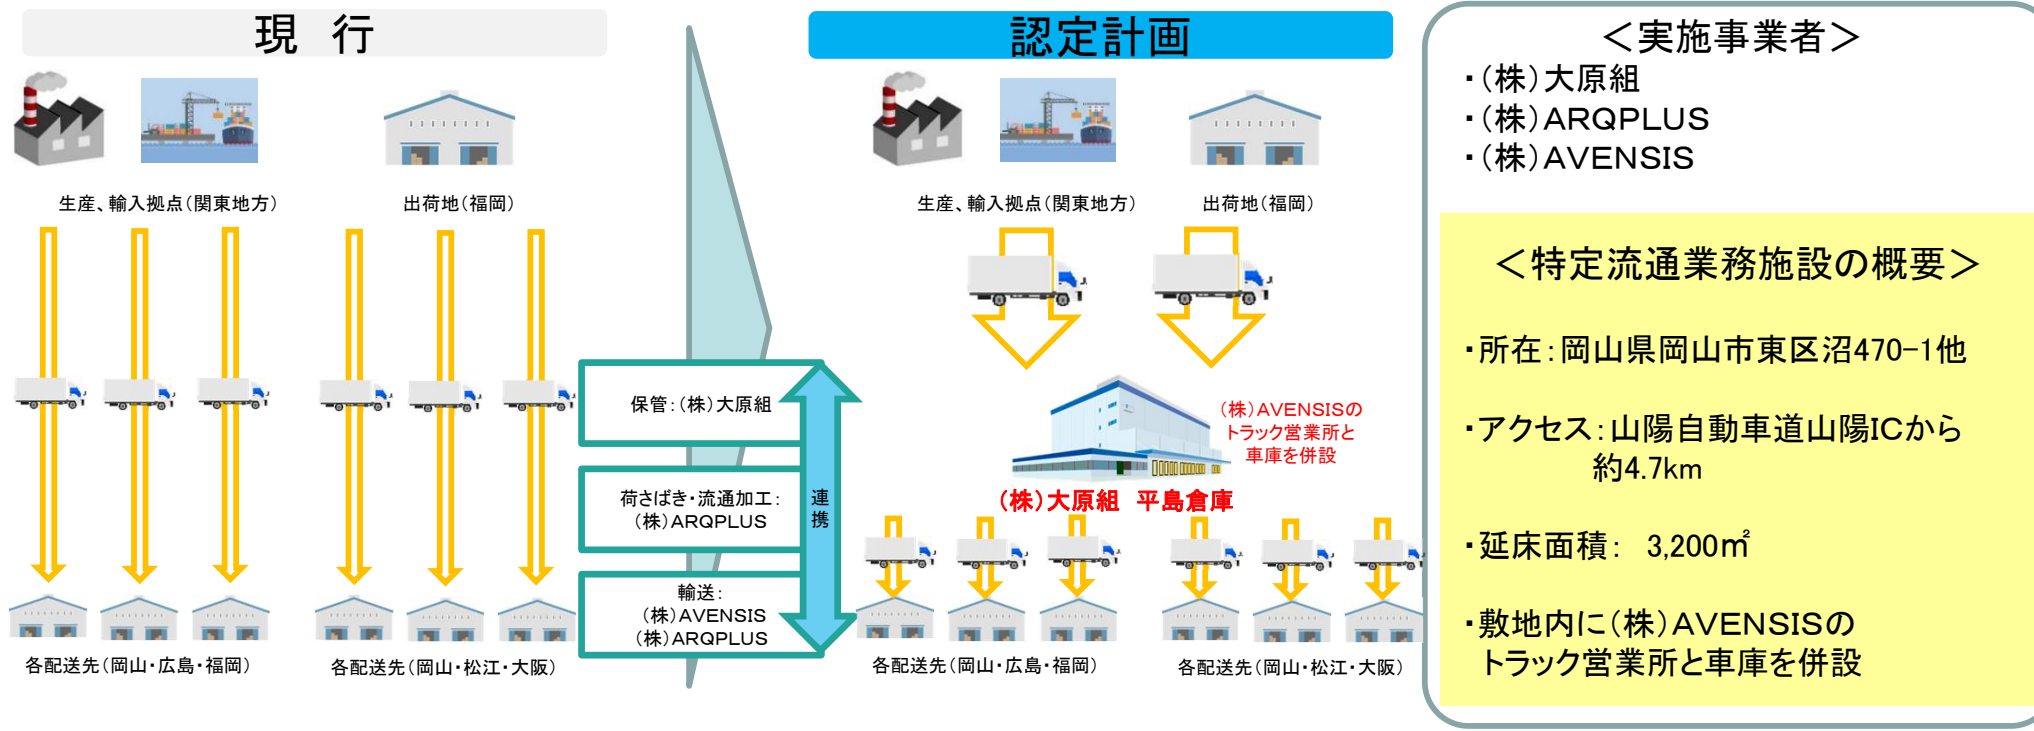 現　行
生産、輸入拠点（関東地方）
出荷地（福岡）
各配送先（岡山・広島・福岡）
各配送先（岡山・松江・大阪）
保管：（株）大原組
荷さばき・流通加工：
（株）ARQPLUS
輸送：
（株）AVENSIS
（株）ARQPLUS
連携
認定計画
生産、輸入拠点（関東地方）
出荷地（福岡）
（株）AVENSISの
トラック営業所と
車庫を併設
（株）大原組　平島倉庫
各配送先（岡山・広島・福岡）
各配送先（岡山・松江・大阪）
＜実施事業者＞
・（株）大原組
・（株）ARQPLUS
・（株）AVENSIS
＜特定流通業務施設の概要＞
・所在：岡山県岡山市東区沼470-1他
・アクセス：山陽自動車道山陽ICから
約4.7km
・延床面積：　3,200㎡
・敷地内に（株）AVENSISの
トラック営業所と車庫を併設